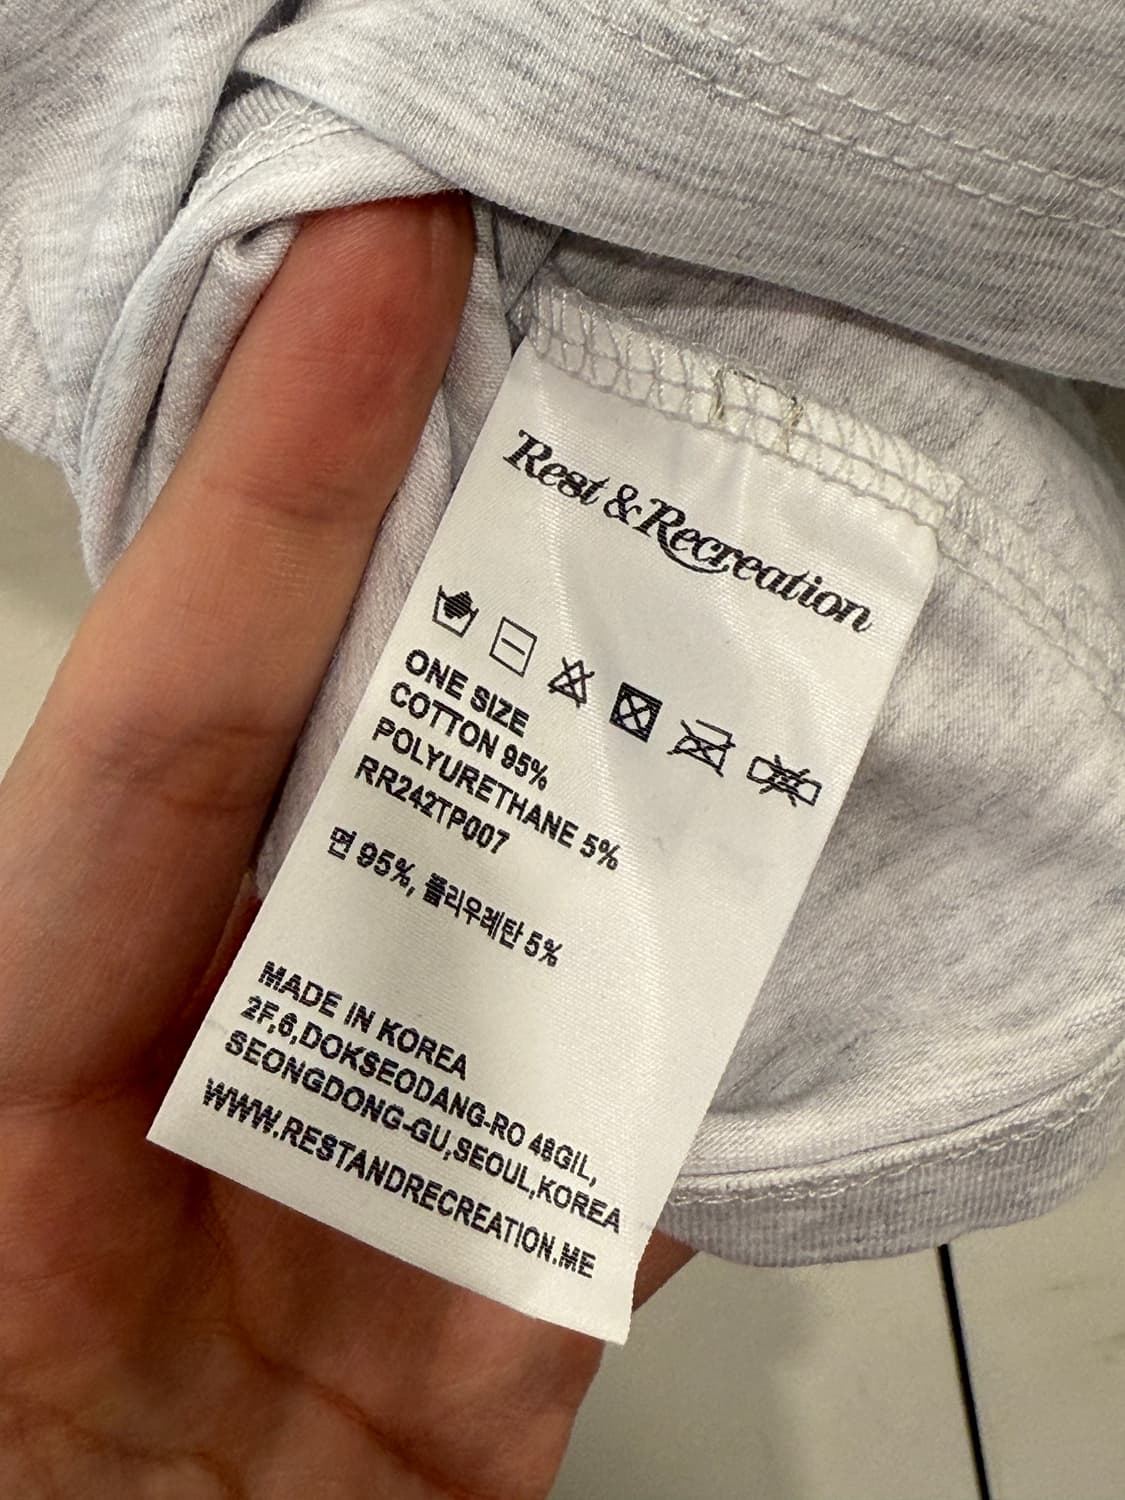 Rest & Recreation
ONE SIZE
COTTON 95%
POLYURETHANE 5%
RR242TP007
면 95%, 폴리우레탄 5%
MADE IN KOREA
2F,6,DOKSEODANG-RO 48GIL,
SEONGDONG-GU,SEOUL,KOREA
WWW.RESTANDRECREATION.ME